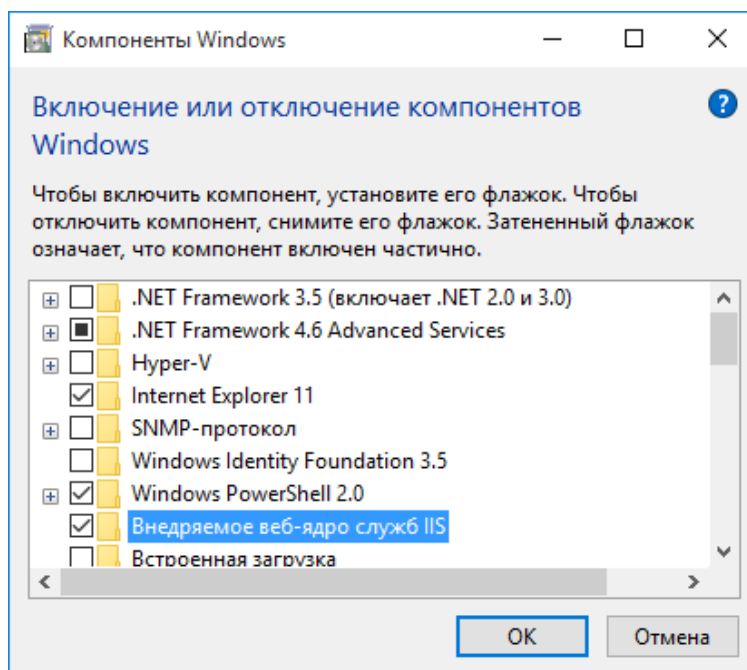 Компоненты Windows
Включение или отключение компонентов
Windows
Чтобы включить компонент, установите его флажок. Чтобы
отключить компонент, снимите его флажок. Затененный флажок
означает, что компонент включен частично.
.NET Framework 3.5 (включает .NET 2.0 и 3.0)
.NET Framework 4.6 Advanced Services
Hyper-V
Internet Explorer 11
SNMP-протокол
Windows Identity Foundation 3.5
Windows PowerShell 2.0
Внедряемое веб-ядро служб IIS
Встроенная загрузка
OK Отмена